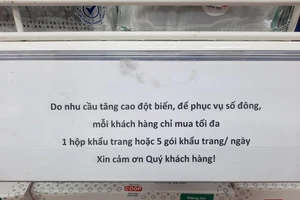 Do nhu cầu tăng cao đột biến, để phục vụ số đông,
mỗi khách hàng chỉ mua tối đa
1 hộp khẩu trang hoặc 5 gói khẩu trang/ ngày
Xin cảm ơn Quý khách hàng!
COOP